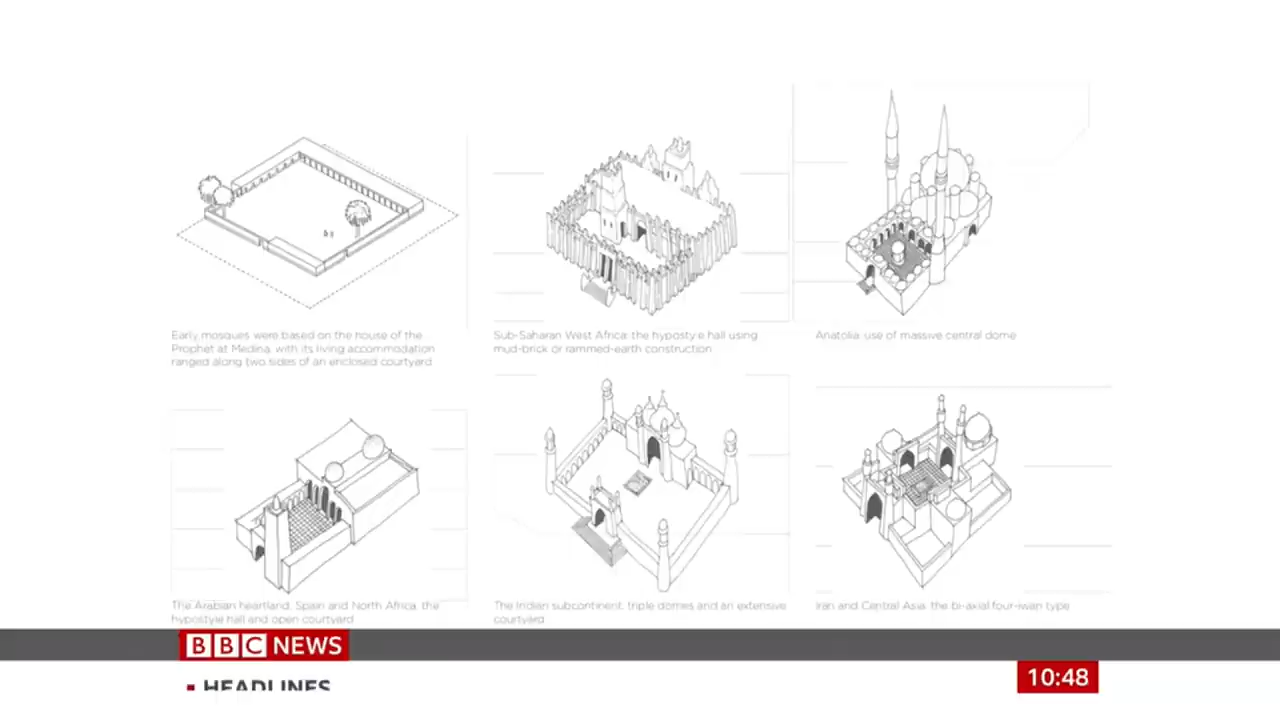 Early mosques were based on the house of the
Prophet at Medina, with its living accommodation
ranged along two sides of an enclosed courtyard
Sub-Saharan West Africa: the hypostyle hall using
mud-brick or rammed-earth construction
Anatolia: use of massive central dome
The Arabian heartland, Spain and North Africa: the
hypostyle hall and open courtyard
The Indian subcontinent: triple domes and an extensive
courtyard
Iran and Central Asia: the bi-axial four-iwan type
BBC NEWS
HEADLINES
10:48